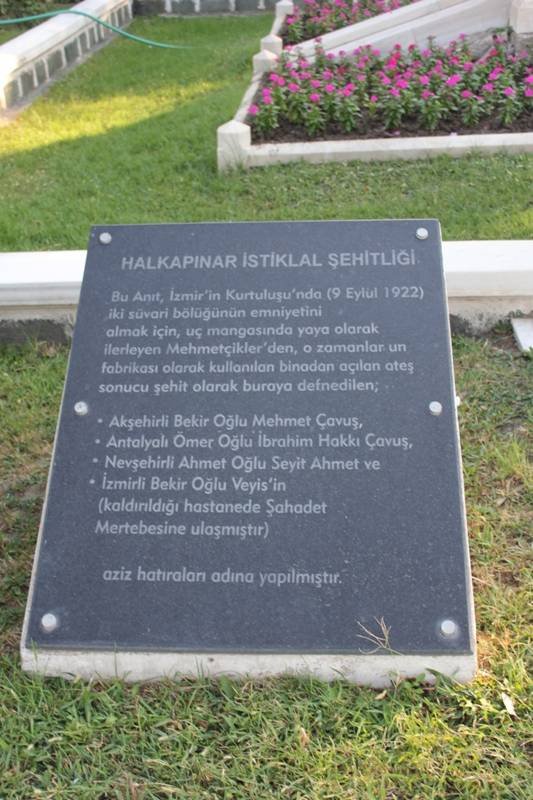 HALKAPINAR İSTİKLAL ŞEHİTLİĞİ
Bu Anıt, İzmir'in Kurtuluşu'nda (9 Eylül 1922)
iki süvari bölüğünün emniyetini
almak için, uç mangasında yaya olarak
ilerleyen Mehmetçikler'den, o zamanlar un
fabrikası olarak kullanılan binadan açılan ateş
sonucu şehit olarak buraya defnedilen;
• Akşehirli Bekir Oğlu Mehmet Çavuş,
• Antalyalı Ömer Oğlu İbrahim Hakkı Çavuş,
• Nevşehirli Ahmet Oğlu Seyit Ahmet ve
• İzmirli Bekir Oğlu Veyis'in
(kaldırıldığı hastanede Şahadet
Mertebesine ulaşmıştır)
aziz hatıraları adına yapılmıştır.